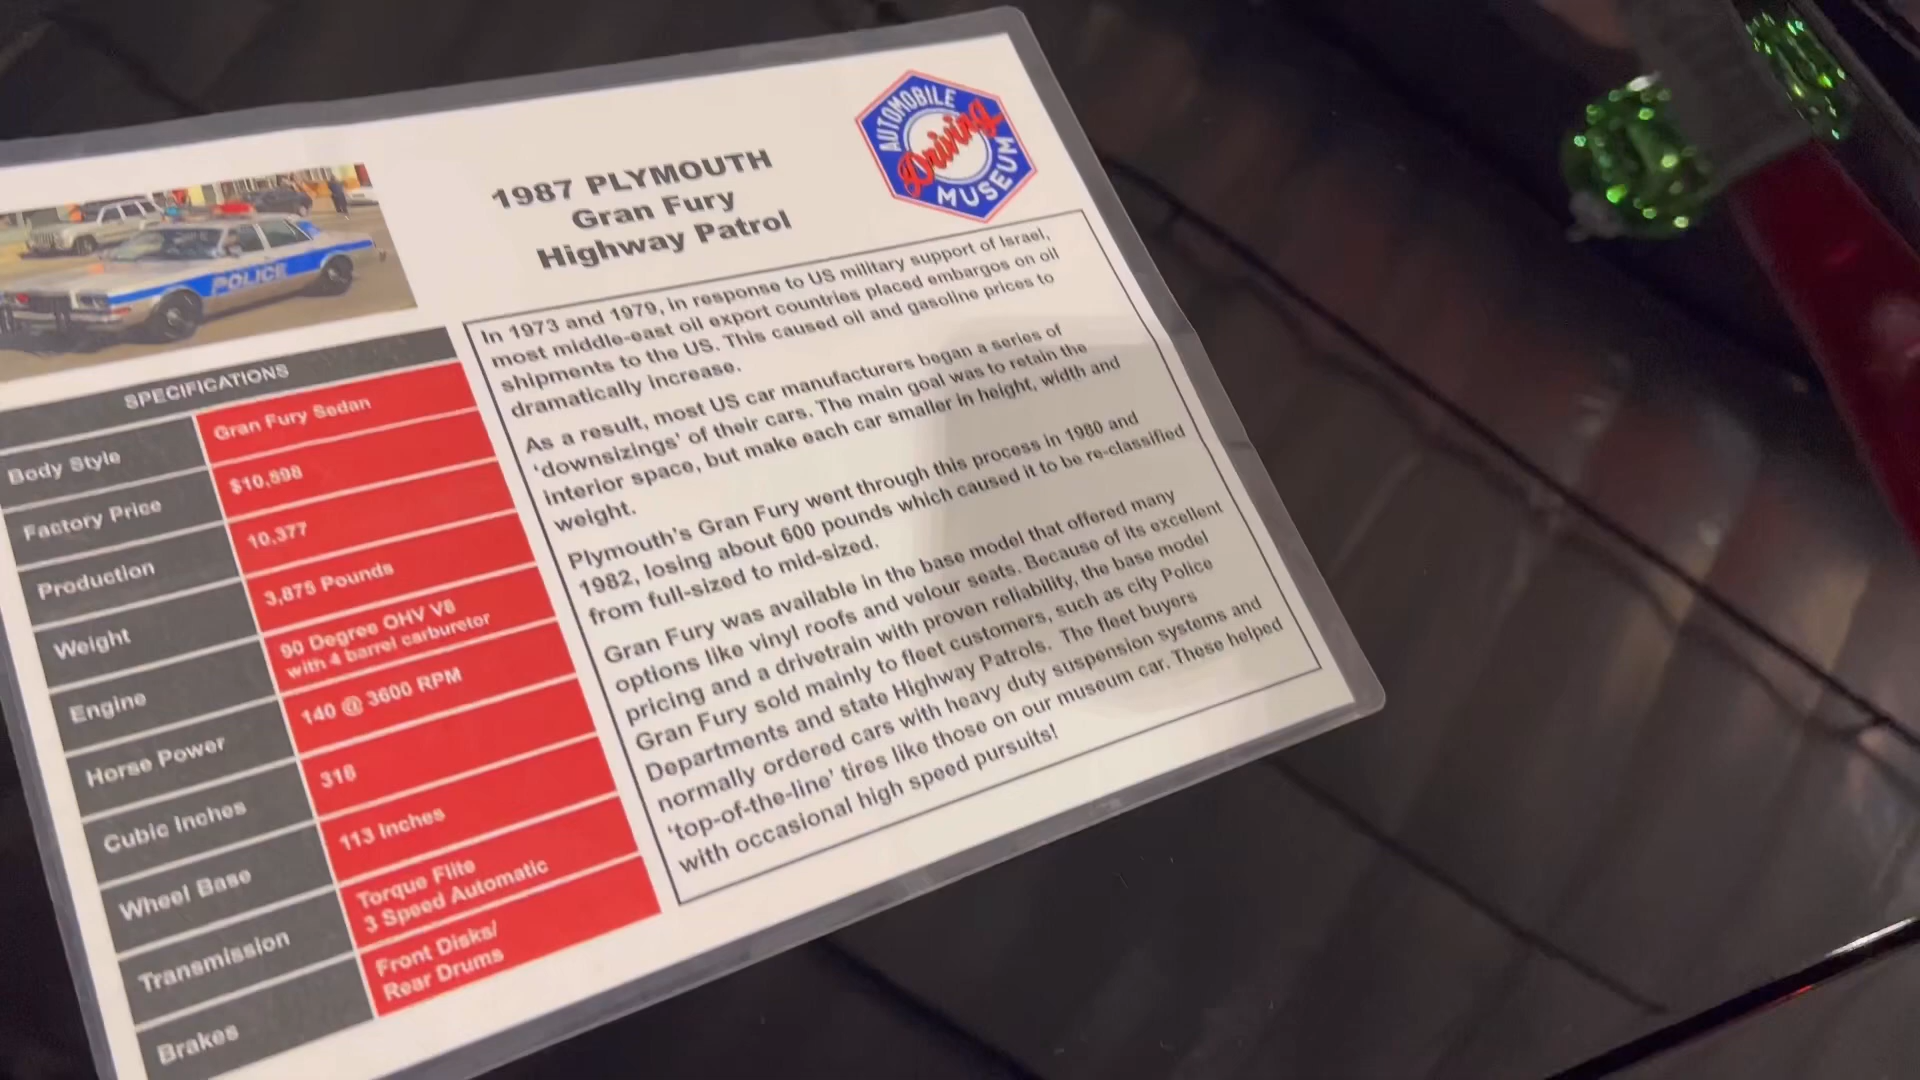 AUTOMOBILE
Driving
MUSEUM
1987 PLYMOUTH
Gran Fury
Highway Patrol
POLICE
SPECIFICATIONS
Body Style Gran Fury Sedan
Factory Price $10,598
Production 10,377
Weight 3,875 Pounds
Engine 90 Degree OHV V8
with 4 barrel carburetor
Horse Power 140 @ 3600 RPM
Cubic Inches 318
Wheel Base 113 Inches
Transmission Torque Flite
3 Speed Automatic
Brakes Front Disks/
Rear Drums
In 1973 and 1979, in response to US military support of Israel,
most middle-east oil export countries placed embargos on oil
shipments to the US. This caused oil and gasoline prices to
dramatically increase.
As a result, most US car manufacturers began a series of
'downsizings' of their cars. The main goal was to retain the
interior space, but make each car smaller in height, width and
weight.
Plymouth's Gran Fury went through this process in 1980 and
1982, losing about 600 pounds which caused it to be re-classified
from full-sized to mid-sized.
Gran Fury was available in the base model that offered many
options like vinyl roofs and velour seats. Because of its excellent
pricing and a drivetrain with proven reliability, the base model
Gran Fury sold mainly to fleet customers, such as city Police
Departments and state Highway Patrols. The fleet buyers
normally ordered cars with heavy duty suspension systems and
'top-of-the-line' tires like those on our museum car. These helped
with occasional high speed pursuits!